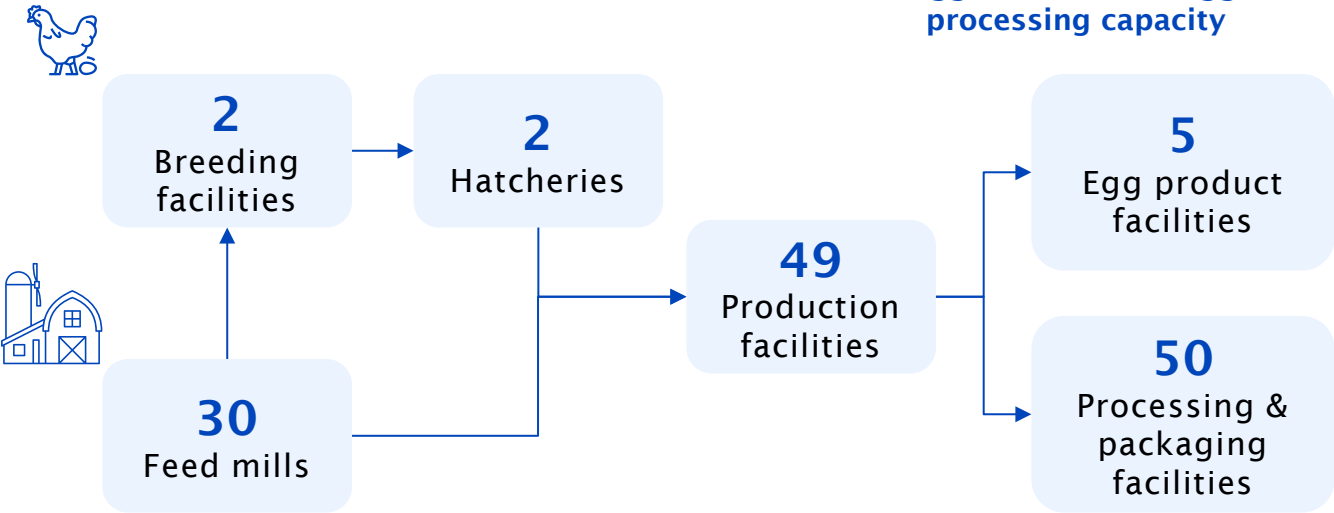 processing capacity
2
Breeding
facilities
2
Hatcheries
5
Egg product
facilities
49
Production
facilities
30
Feed mills
50
Processing &
packaging
facilities